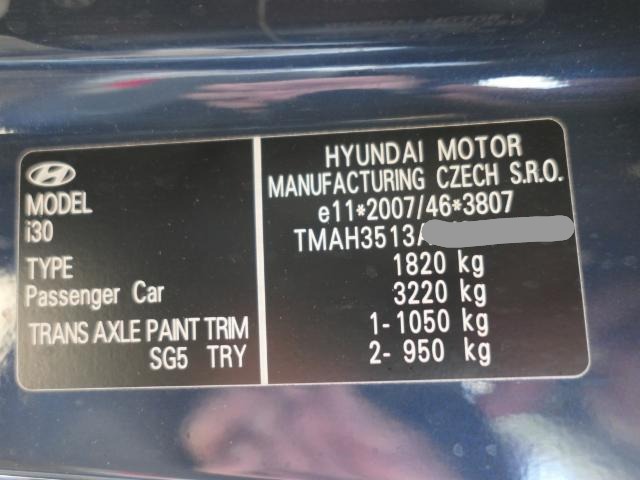 MODEL
i30
TYPE
Passenger Car
TRANS AXLE PAINT TRIM
SG5 TRY
HYUNDAI MOTOR
MANUFACTURING CZECH S.R.O.
e11*2007/46*3807
TMAH3513A
1820 kg
3220 kg
1-1050 kg
2- 950 kg